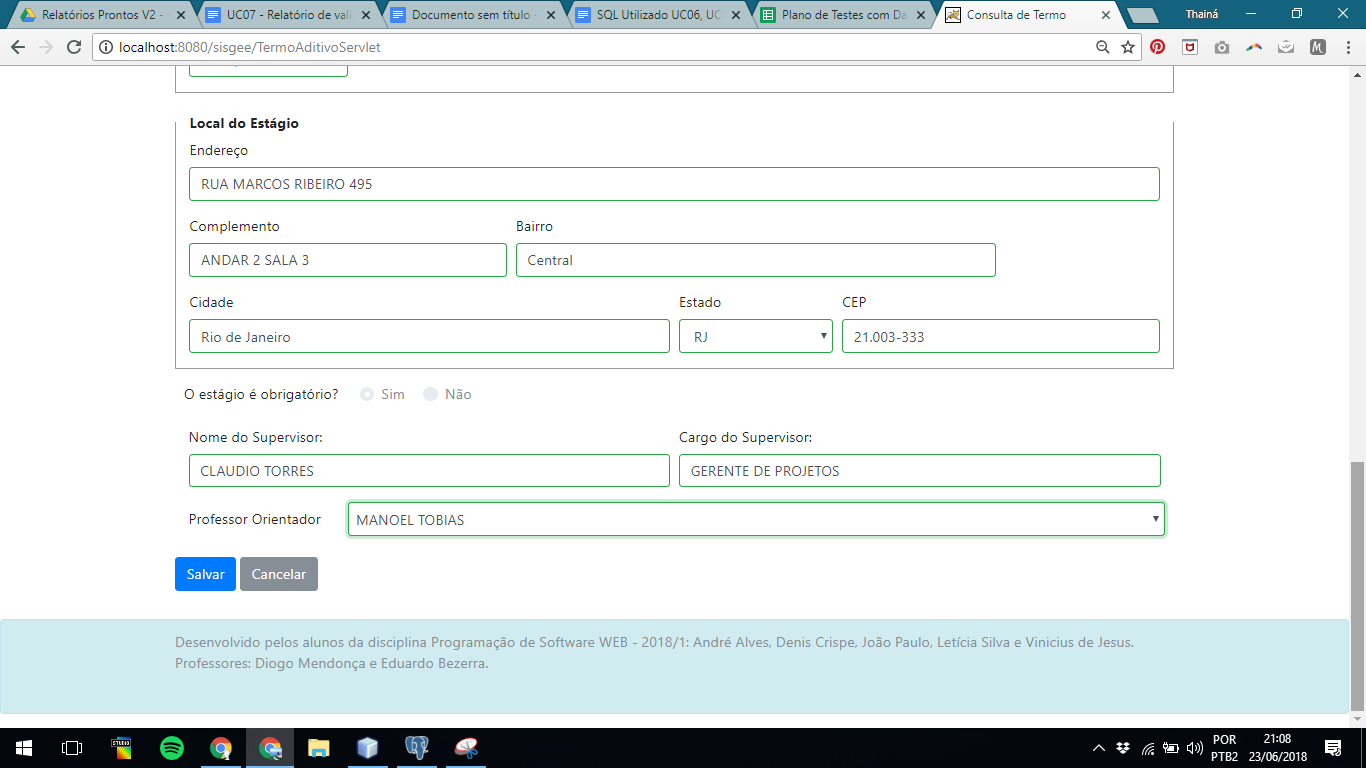 Relatórios Prontos V2 -
UC07 - Relatório de vali
Documento sem título -
SQL Utilizado UC06, UC
Plano de Testes com Da
Consulta de Termo
Thainá
localhost:8080/sisgee/TermoAditivoServlet
Local do Estágio
Endereço
RUA MARCOS RIBEIRO 495
Complemento Bairro
ANDAR 2 SALA 3 Central
Cidade Estado CEP
Rio de Janeiro RJ 21.003-333
O estágio é obrigatório? Sim Não
Nome do Supervisor: Cargo do Supervisor:
CLAUDIO TORRES GERENTE DE PROJETOS
Professor Orientador MANOEL TOBIAS
Salvar Cancelar
Desenvolvido pelos alunos da disciplina Programação de Software WEB - 2018/1: André Alves, Denis Crispe, João Paulo, Letícia Silva e Vinicius de Jesus.
Professores: Diogo Mendonça e Eduardo Bezerra.
STUDIO
POR
PTB2
21:08
23/06/2018